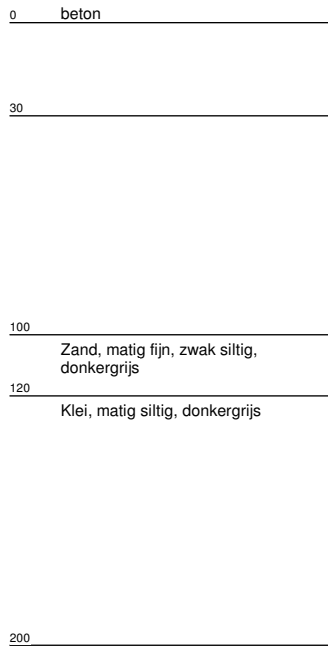 0 beton
30
100
Zand, matig fijn, zwak siltig,
donkergrijs
120
Klei, matig siltig, donkergrijs
200